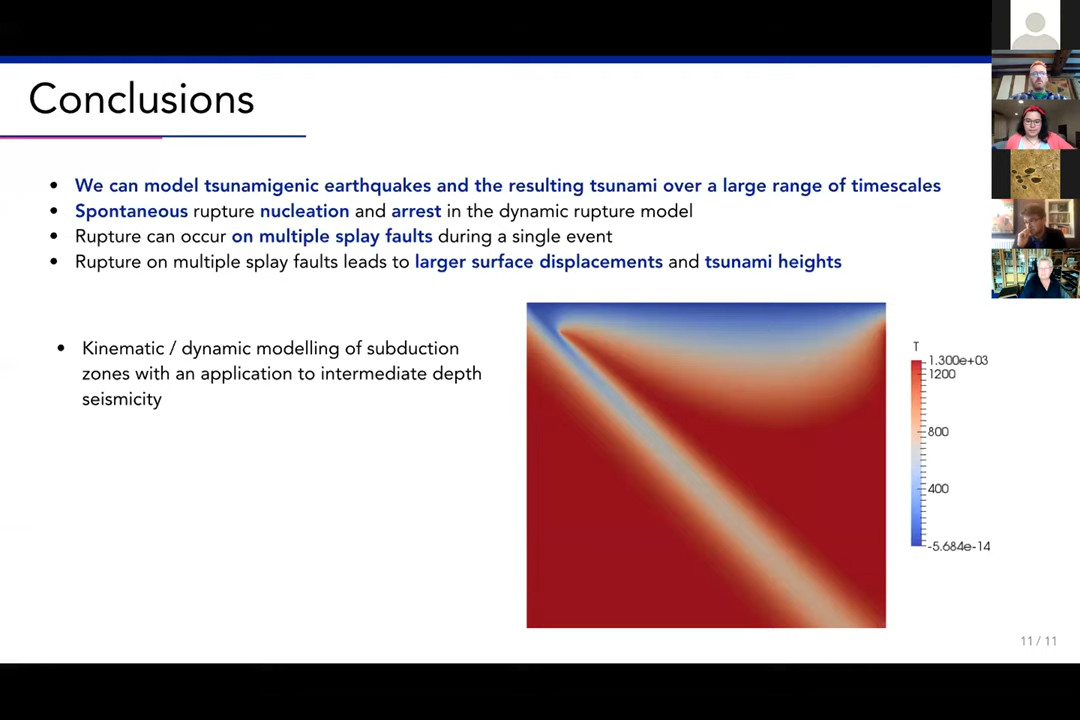 Conclusions
• We can model tsunamigenic earthquakes and the resulting tsunami over a large range of timescales
• Spontaneous rupture nucleation and arrest in the dynamic rupture model
• Rupture can occur on multiple splay faults during a single event
• Rupture on multiple splay faults leads to larger surface displacements and tsunami heights
• Kinematic / dynamic modelling of subduction
zones with an application to intermediate depth
seismicity
T
1.300e+03
1200
800
400
-5.684e-14
11 / 11